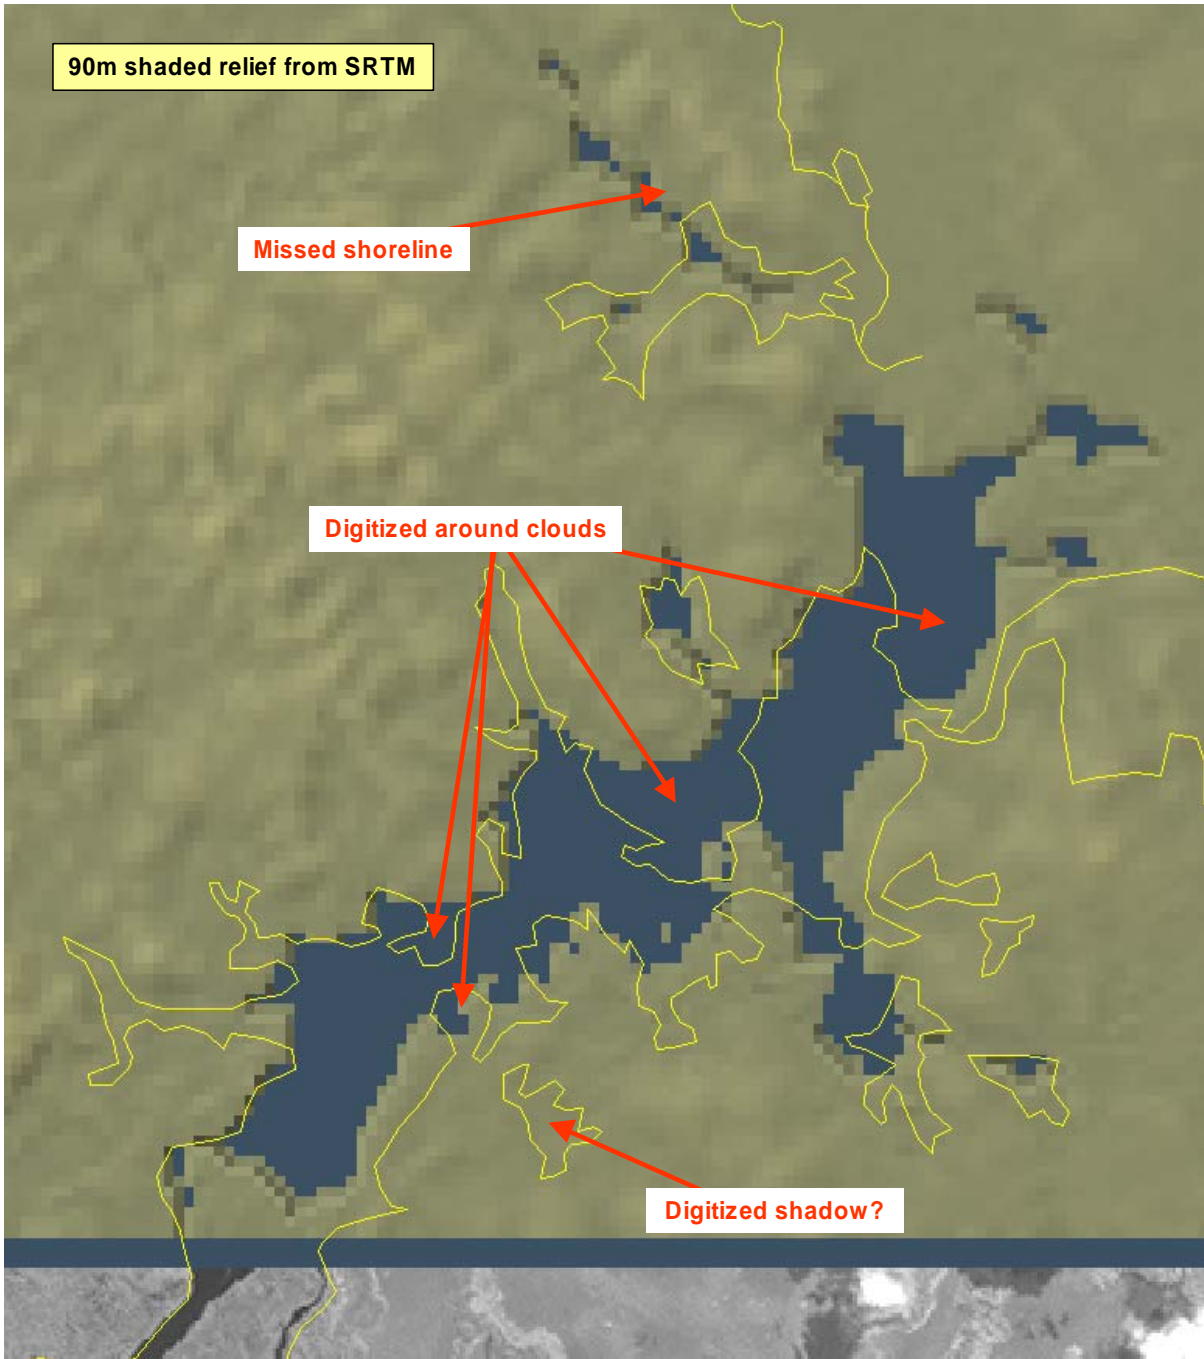 90m shaded relief from SRTM
Missed shoreline
Digitized around clouds
Digitized shadow?